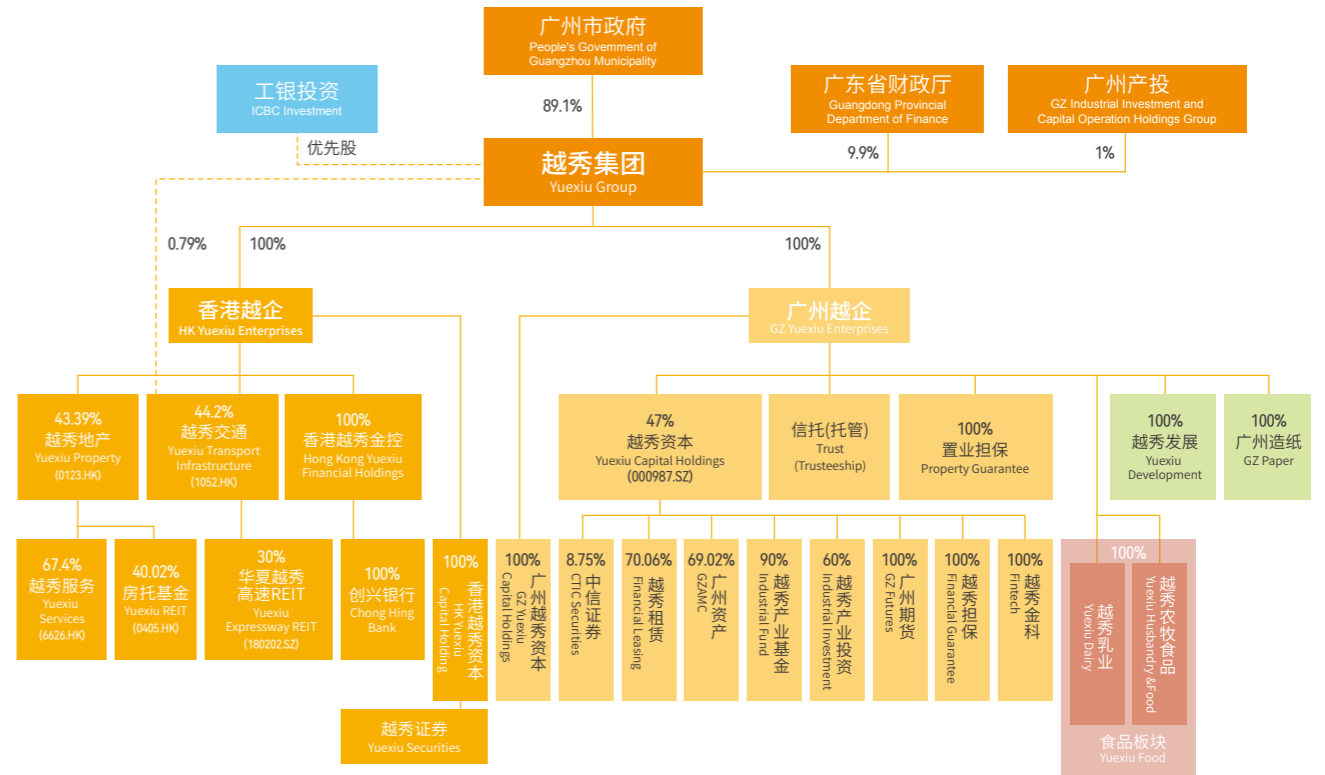 广州市政府
People's Government of
Guangzhou Municipality
工银投资
ICBC Investment
广东省财政厅
Guangdong Provincial
Department of Finance
广州产投
GZ Industrial Investment and
Capital Operation Holdings Group
89.1%
优先股
9.9%
1%
越秀集团
Yuexiu Group
0.79%
100%
100%
香港越企
HK Yuexiu Enterprises
广州越企
GZ Yuexiu Enterprises
43.39%
越秀地产
Yuexiu Property
(0123.HK)
44.2%
越秀交通
Yuexiu Transport
Infrastructure
(1052.HK)
100%
香港越秀金控
Hong Kong Yuexiu
Financial Holdings
47%
越秀资本
Yuexiu Capital Holdings
(000987.SZ)
信托(托管)
Trust
(Trusteeship)
100%
置业担保
Property Guarantee
100%
越秀发展
Yuexiu
Development
100%
广州造纸
GZ Paper
67.4%
越秀服务
Yuexiu
Services
(6626.HK)
40.02%
房托基金
Yuexiu REIT
(0405.HK)
30%
华夏越秀
高速REIT
Yuexiu
Expressway REIT
(180202.SZ)
100%
创兴银行
Chong Hing
Bank
100%
香港越秀资本
HK Yuexiu
Capital Holding
100%
广州越秀资本
GZ Yuexiu
Capital Holdings
8.75%
中信证券
CTIC Securities
70.06%
越秀租赁
Financial Leasing
69.02%
广州资产
GZAMC
90%
越秀产业基金
Industrial Fund
60%
越秀产业投资
Industrial Investment
100%
广州期货
GZ Futures
100%
越秀担保
Financlal Guarantee
100%
越秀金科
Fintech
100%
越秀乳业
Yuexiu Dairy
越秀农牧食品
Yuexiu Husbandry &Food
食品板块
Yuexiu Food
越秀证券
Yuexiu Securities